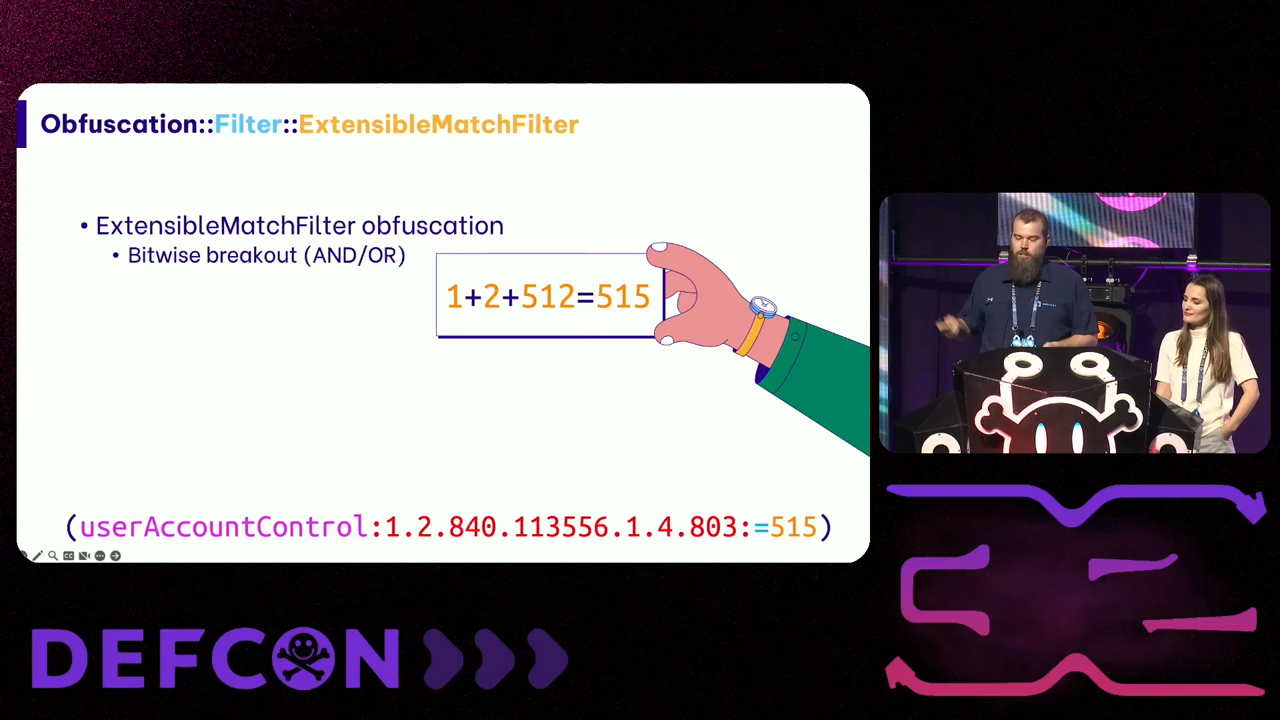 Obfuscation::Filter::ExtensibleMatchFilter
• ExtensibleMatchFilter obfuscation
• Bitwise breakout (AND/OR)
1+2+512=515
(userAccountControl:1.2.840.113556.1.4.803:=515)
DEFCON